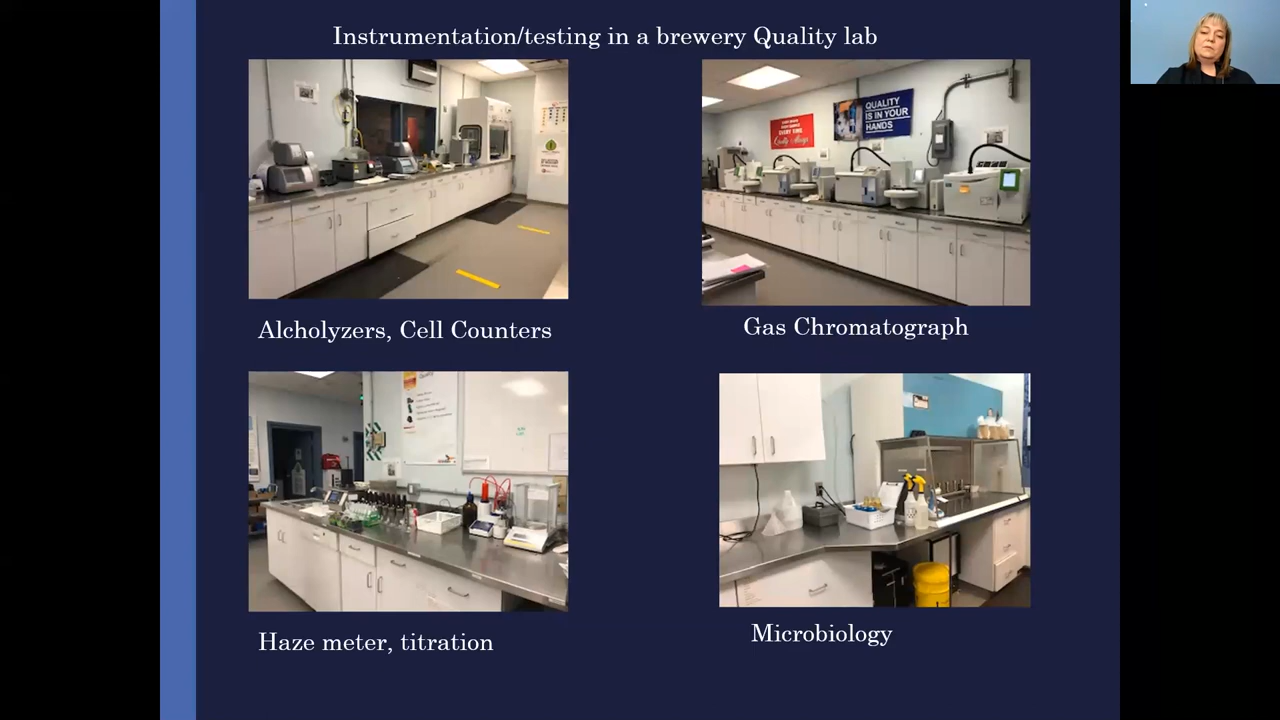 Instrumentation/testing in a brewery Quality lab
QUALITY
IS IN YOUR
HANDS
Alcholyzers, Cell Counters
Gas Chromatograph
Haze meter, titration
Microbiology